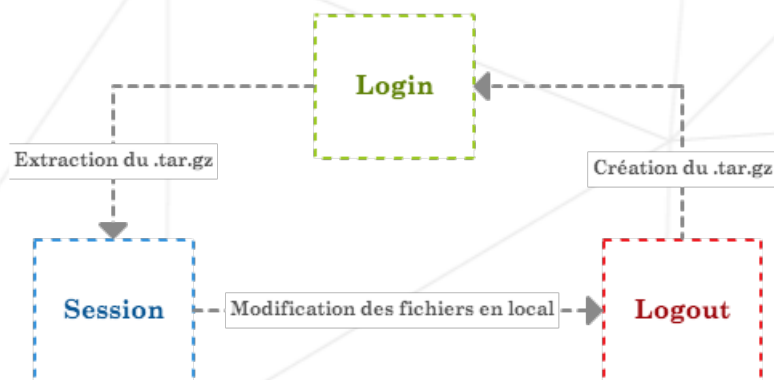 Login
Extraction du .tar.gz
Création du .tar.gz
Session
Modification des fichiers en local
Logout